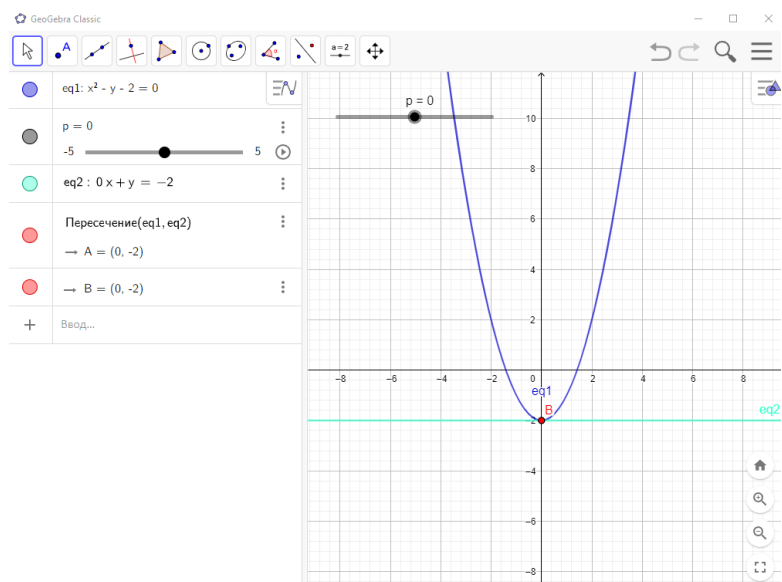 GeoGebra Classic
A
a=2
eq1: x² - y - 2 = 0
p = 0
-5
5
eq2 : 0 x + y = −2
Пересечение(eq1, eq2)
→ A = (0, -2)
→ B = (0, -2)
+ Ввод...
p = 0
10
8
6
4
2
−8 −6 −4 −2 0 2 4 6 8
eq1
B
eq2
−2
−4
−6
−8